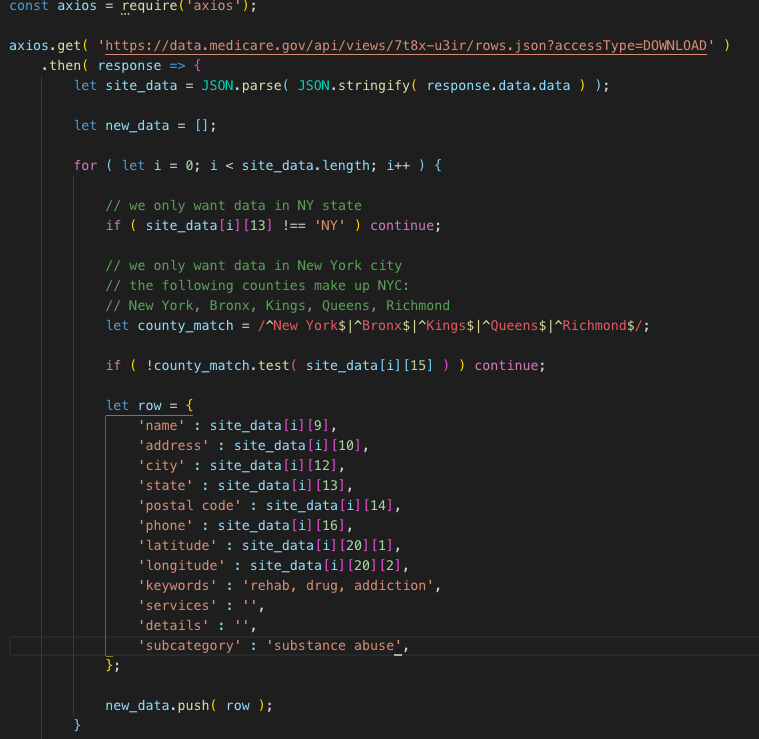 const axios = require('axios');
axios.get( 'https://data.medicare.gov/api/views/7t8x-u3ir/rows.json?accessType=DOWNLOAD' )
    .then( response => {
        let site_data = JSON.parse( JSON.stringify( response.data.data ) );
        let new_data = [];
        for ( let i = 0; i < site_data.length; i++ ) {
            // we only want data in NY state
            if ( site_data[i][13] !== 'NY' ) continue;
            // we only want data in New York city
            // the following counties make up NYC:
            // New York, Bronx, Kings, Queens, Richmond
            let county_match = /^New York$|^Bronx$|^Kings$|^Queens$|^Richmond$/;
            if ( !county_match.test( site_data[i][15] ) ) continue;
            let row = {
                'name' : site_data[i][9],
                'address' : site_data[i][10],
                'city' : site_data[i][12],
                'state' : site_data[i][13],
                'postal code' : site_data[i][14],
                'phone' : site_data[i][16],
                'latitude' : site_data[i][20][1],
                'longitude' : site_data[i][20][2],
                'keywords' : 'rehab, drug, addiction',
                'services' : '',
                'details' : '',
                'subcategory' : 'substance abuse',
            };
            new_data.push( row );
        }